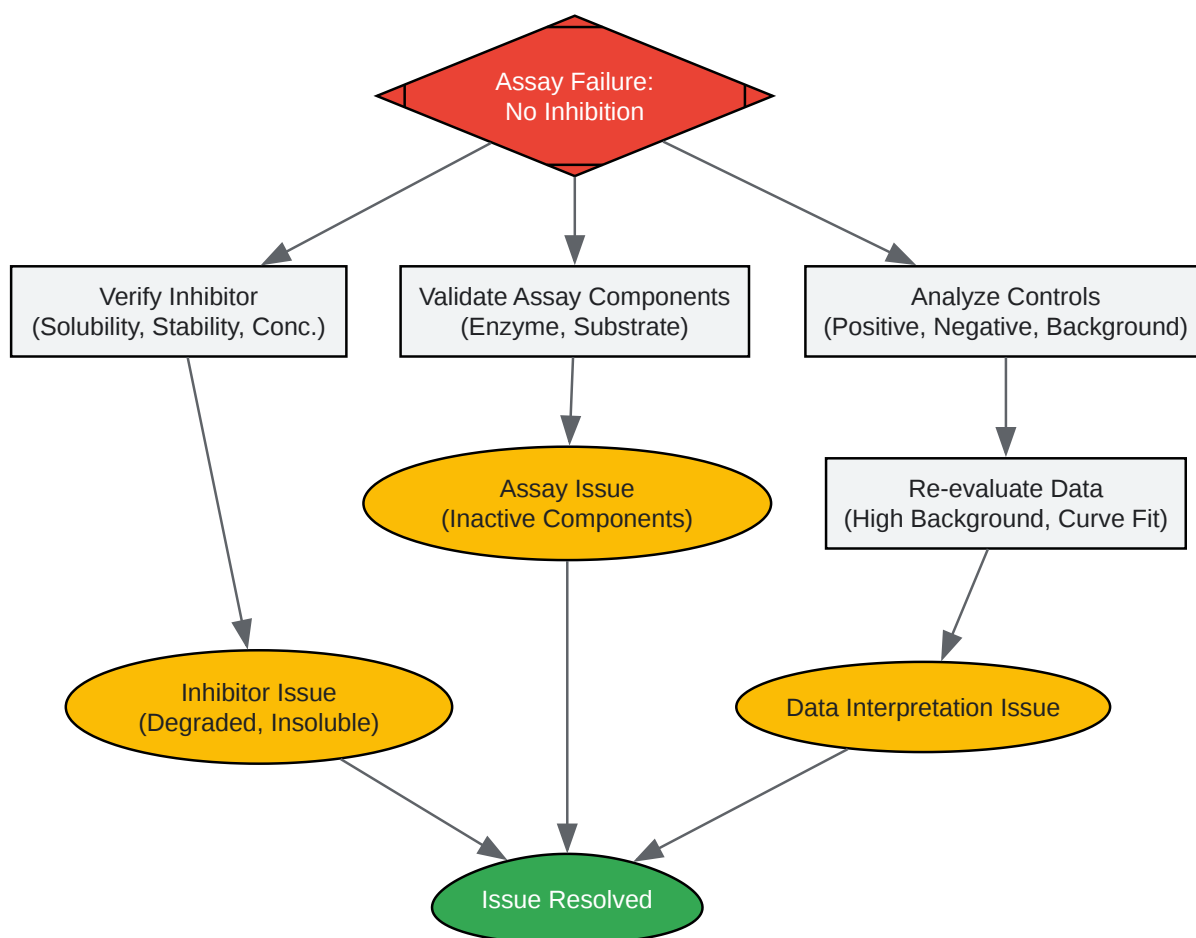 Assay Failure:
No Inhibition
Verify Inhibitor
(Solubility, Stability, Conc.)
Validate Assay Components
(Enzyme, Substrate)
Analyze Controls
(Positive, Negative, Background)
Assay Issue
(Inactive Components)
Re-evaluate Data
(High Background, Curve Fit)
Inhibitor Issue
(Degraded, Insoluble)
Data Interpretation Issue
Issue Resolved